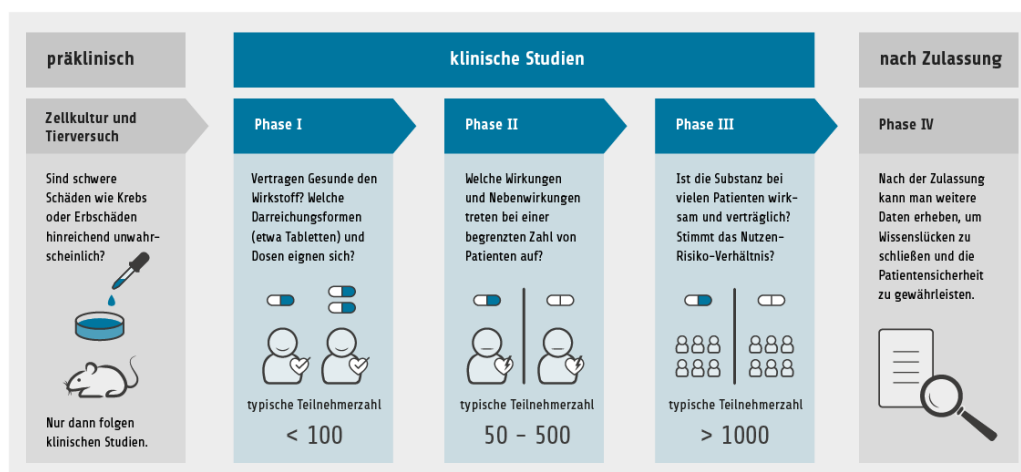 präklinisch
klinische Studien
nach Zulassung
Zellkultur und
Tierversuch
Sind schwere
Schäden wie Krebs
oder Erbschäden
hinreichend unwahr-
scheinlich?
Nur dann folgen
klinischen Studien.
Phase I
Vertragen Gesunde den
Wirkstoff? Welche
Darreichungsformen
(etwa Tabletten) und
Dosen eignen sich?
typische Teilnehmerzahl
< 100
Phase II
Welche Wirkungen
und Nebenwirkungen
treten bei einer
begrenzten Zahl von
Patienten auf?
typische Teilnehmerzahl
50 – 500
Phase III
Ist die Substanz bei
vielen Patienten wirk-
sam und verträglich?
Stimmt das Nutzen-
Risiko-Verhältnis?
typische Teilnehmerzahl
> 1000
Phase IV
Nach der Zulassung
kann man weitere
Daten erheben, um
Wissenslücken zu
schließen und die
Patientensicherheit
zu gewährleisten.